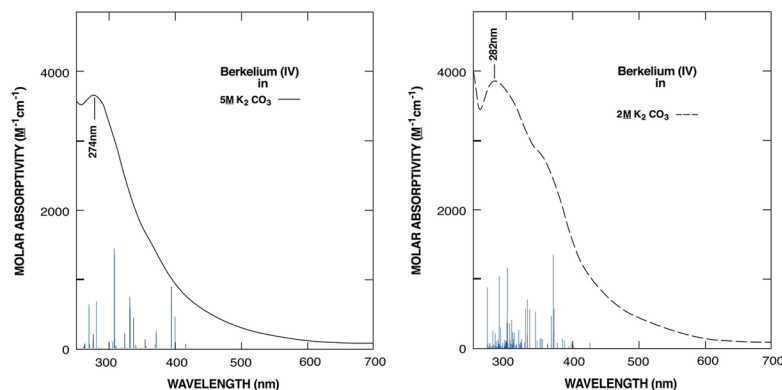 MOLAR ABSORPTIVITY (M⁻¹cm⁻¹)
4000
2000
0
274nm
Berkelium (IV)
in
5M K₂ CO₃
300 400 500 600 700
WAVELENGTH (nm)
MOLAR ABSORPTIVITY (M⁻¹cm⁻¹)
4000
2000
0
282nm
Berkelium (IV)
in
2M K₂ CO₃
300 400 500 600 700
WAVELENGTH (nm)